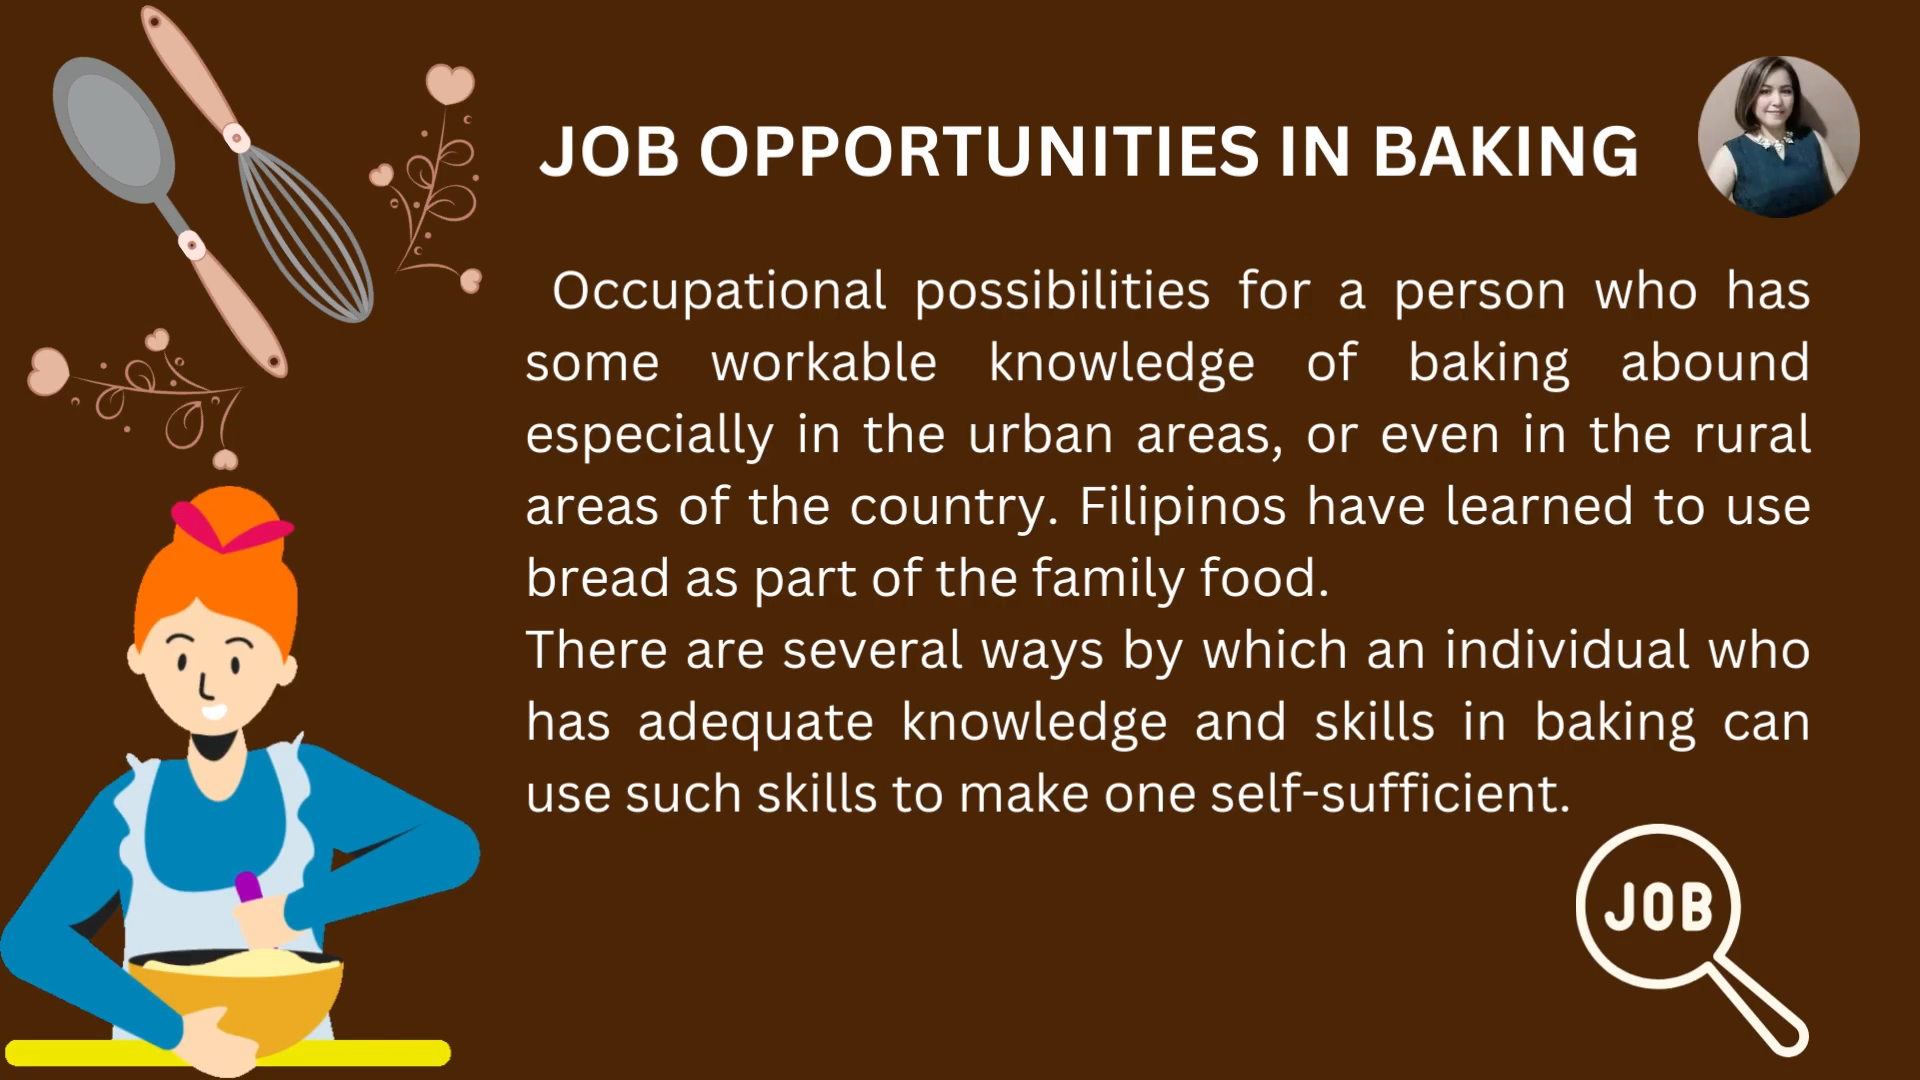 JOB OPPORTUNITIES IN BAKING
Occupational possibilities for a person who has
some workable knowledge of baking abound
especially in the urban areas, or even in the rural
areas of the country. Filipinos have learned to use
bread as part of the family food.
There are several ways by which an individual who
has adequate knowledge and skills in baking can
use such skills to make one self-sufficient.
JOB